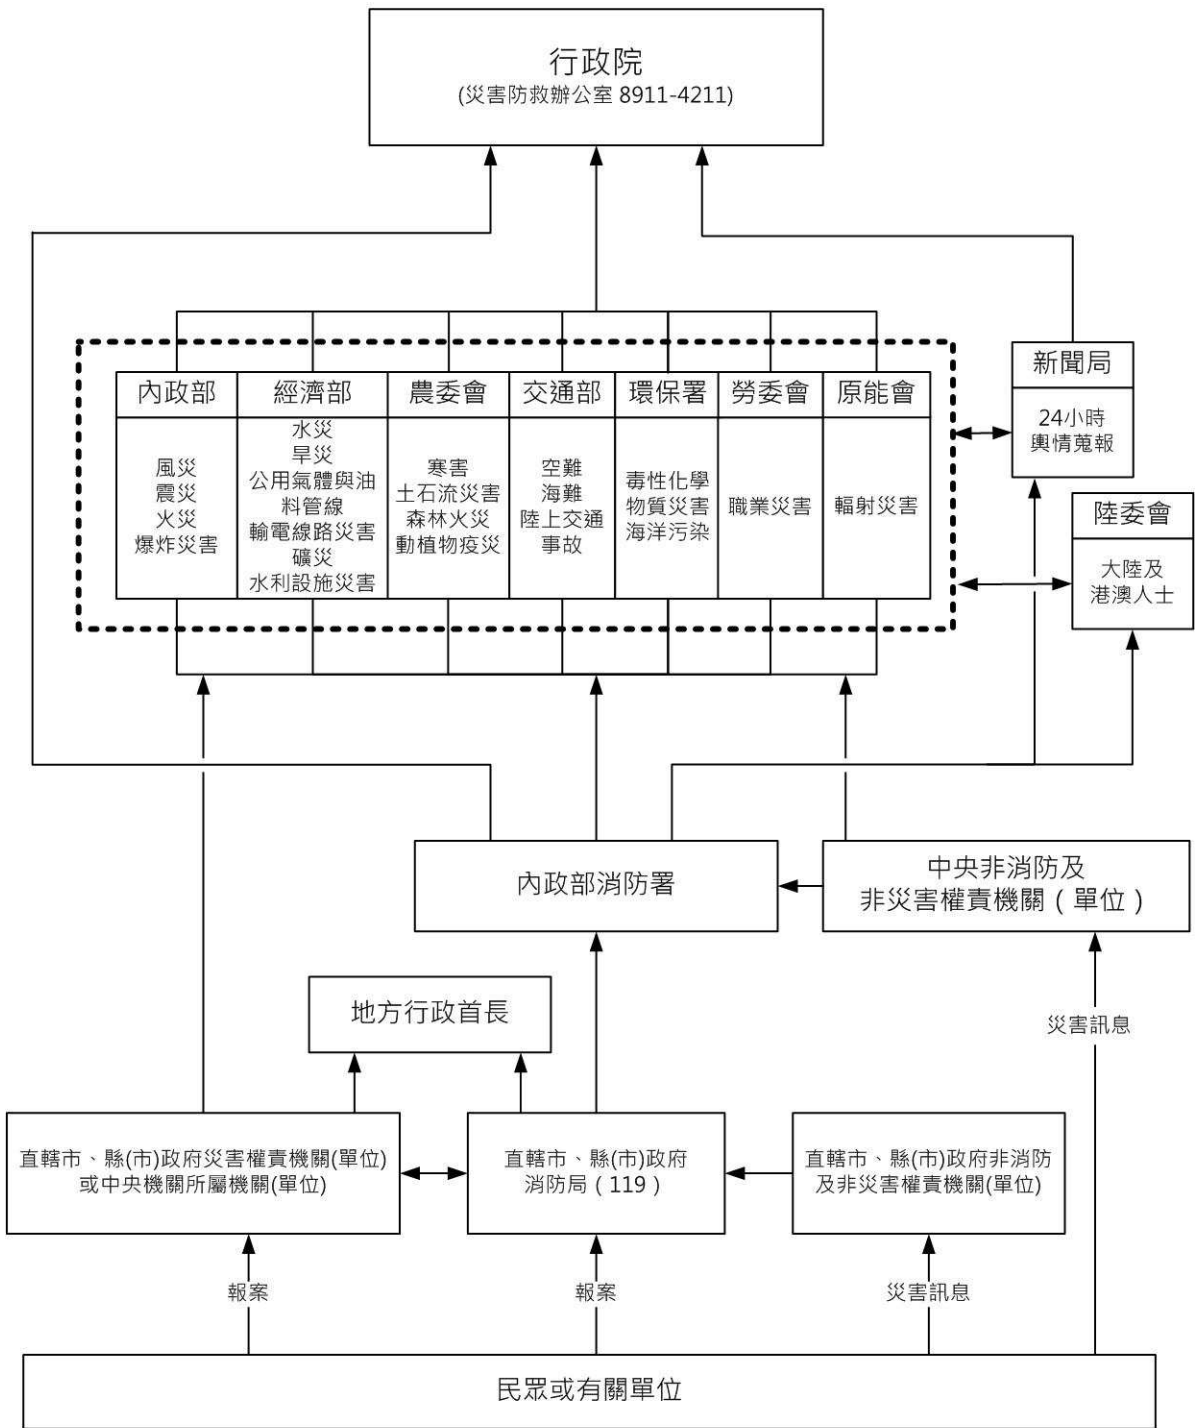 行政院
(災害防救辦公室 8911-4211)
內政部
風災
震災
火災
爆炸災害
經濟部
水災
旱災
公用氣體與油
料管線
輸電線路災害
礦災
水利設施災害
農委會
寒害
土石流災害
森林火災
動植物疫災
交通部
空難
海難
陸上交通
事故
環保署
毒性化學
物質災害
海洋污染
勞委會
職業災害
原能會
輻射災害
新聞局
24小時
輿情蒐報
陸委會
大陸及
港澳人士
內政部消防署
中央非消防及
非災害權責機關（單位）
地方行政首長
災害訊息
直轄市、縣(市)政府災害權責機關(單位)
或中央機關所屬機關(單位)
直轄市、縣(市)政府
消防局（119）
直轄市、縣(市)政府非消防
及非災害權責機關(單位)
報案
報案
災害訊息
民眾或有關單位